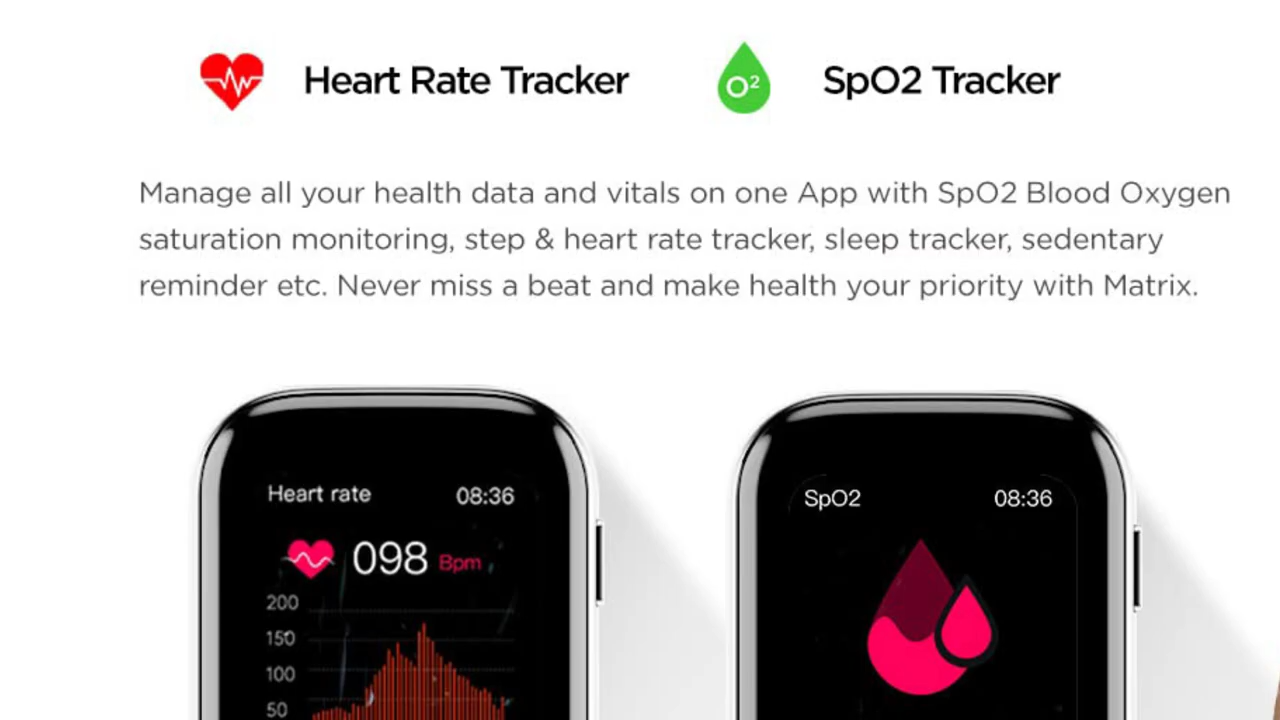 Heart Rate Tracker
O²
SpO2 Tracker
Manage all your health data and vitals on one App with SpO2 Blood Oxygen
saturation monitoring, step & heart rate tracker, sleep tracker, sedentary
reminder etc. Never miss a beat and make health your priority with Matrix.
Heart rate 08:36
098 Bpm
200
150
100
50
SpO2 08:36